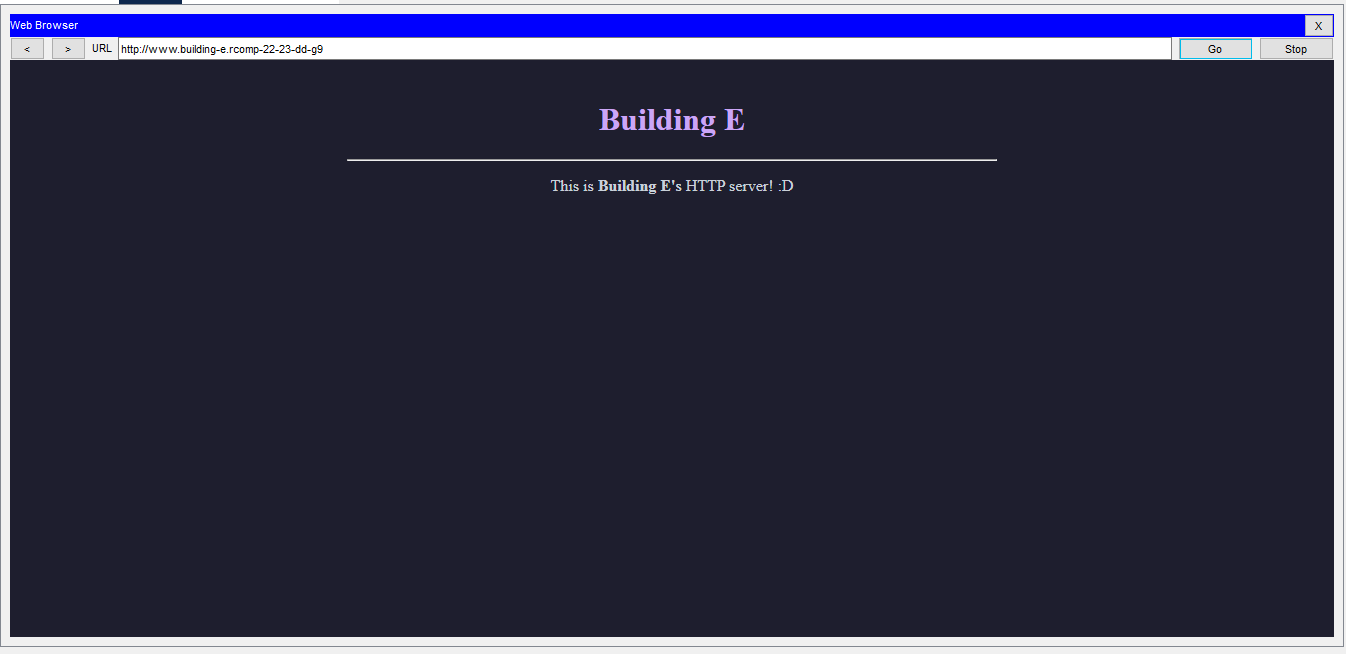 Web Browser X
< > URL http://www.building-e.rcomp-22-23-dd-g9 Go Stop
Building E
This is Building E's HTTP server! :D